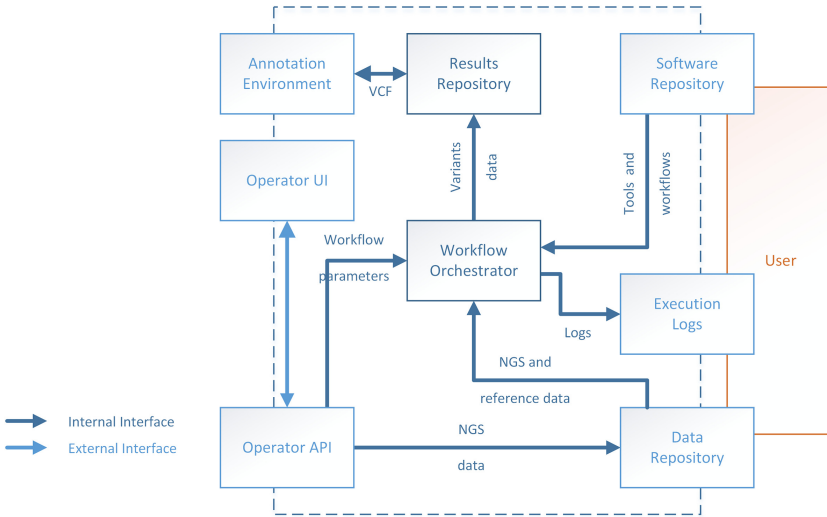 Annotation
Environment
VCF
Results
Repository
Software
Repository
Operator UI
Variants
data
Tools and
workflows
Workflow
parameters
Workflow
Orchestrator
User
Execution
Logs
Logs
NGS and
reference data
Internal Interface
External Interface
Operator API
NGS
data
Data
Repository